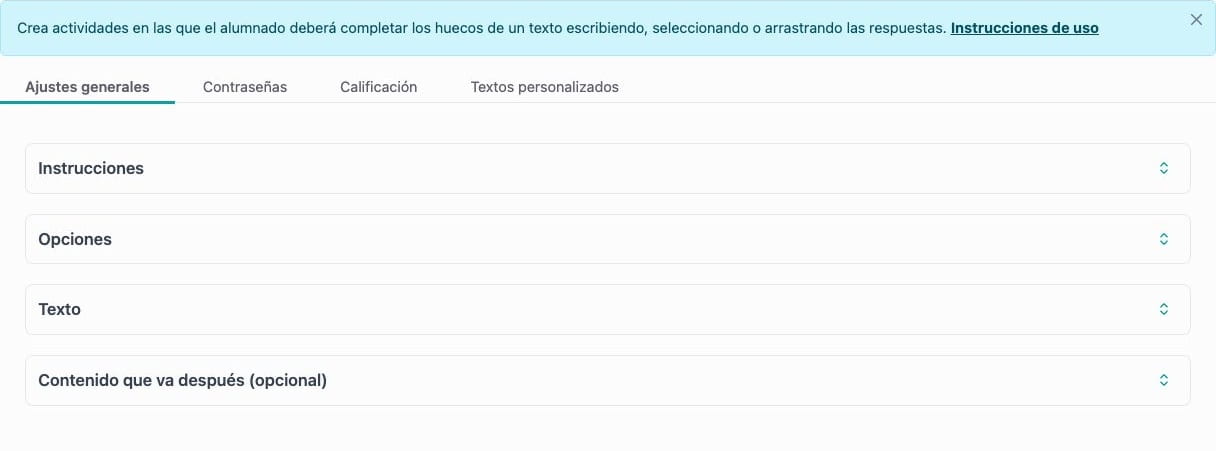 Crea actividades en las que el alumnado deberá completar los huecos de un texto escribiendo, seleccionando o arrastrando las respuestas. Instrucciones de uso
Ajustes generales Contraseñas Calificación Textos personalizados
Instrucciones
Opciones
Texto
Contenido que va después (opcional)